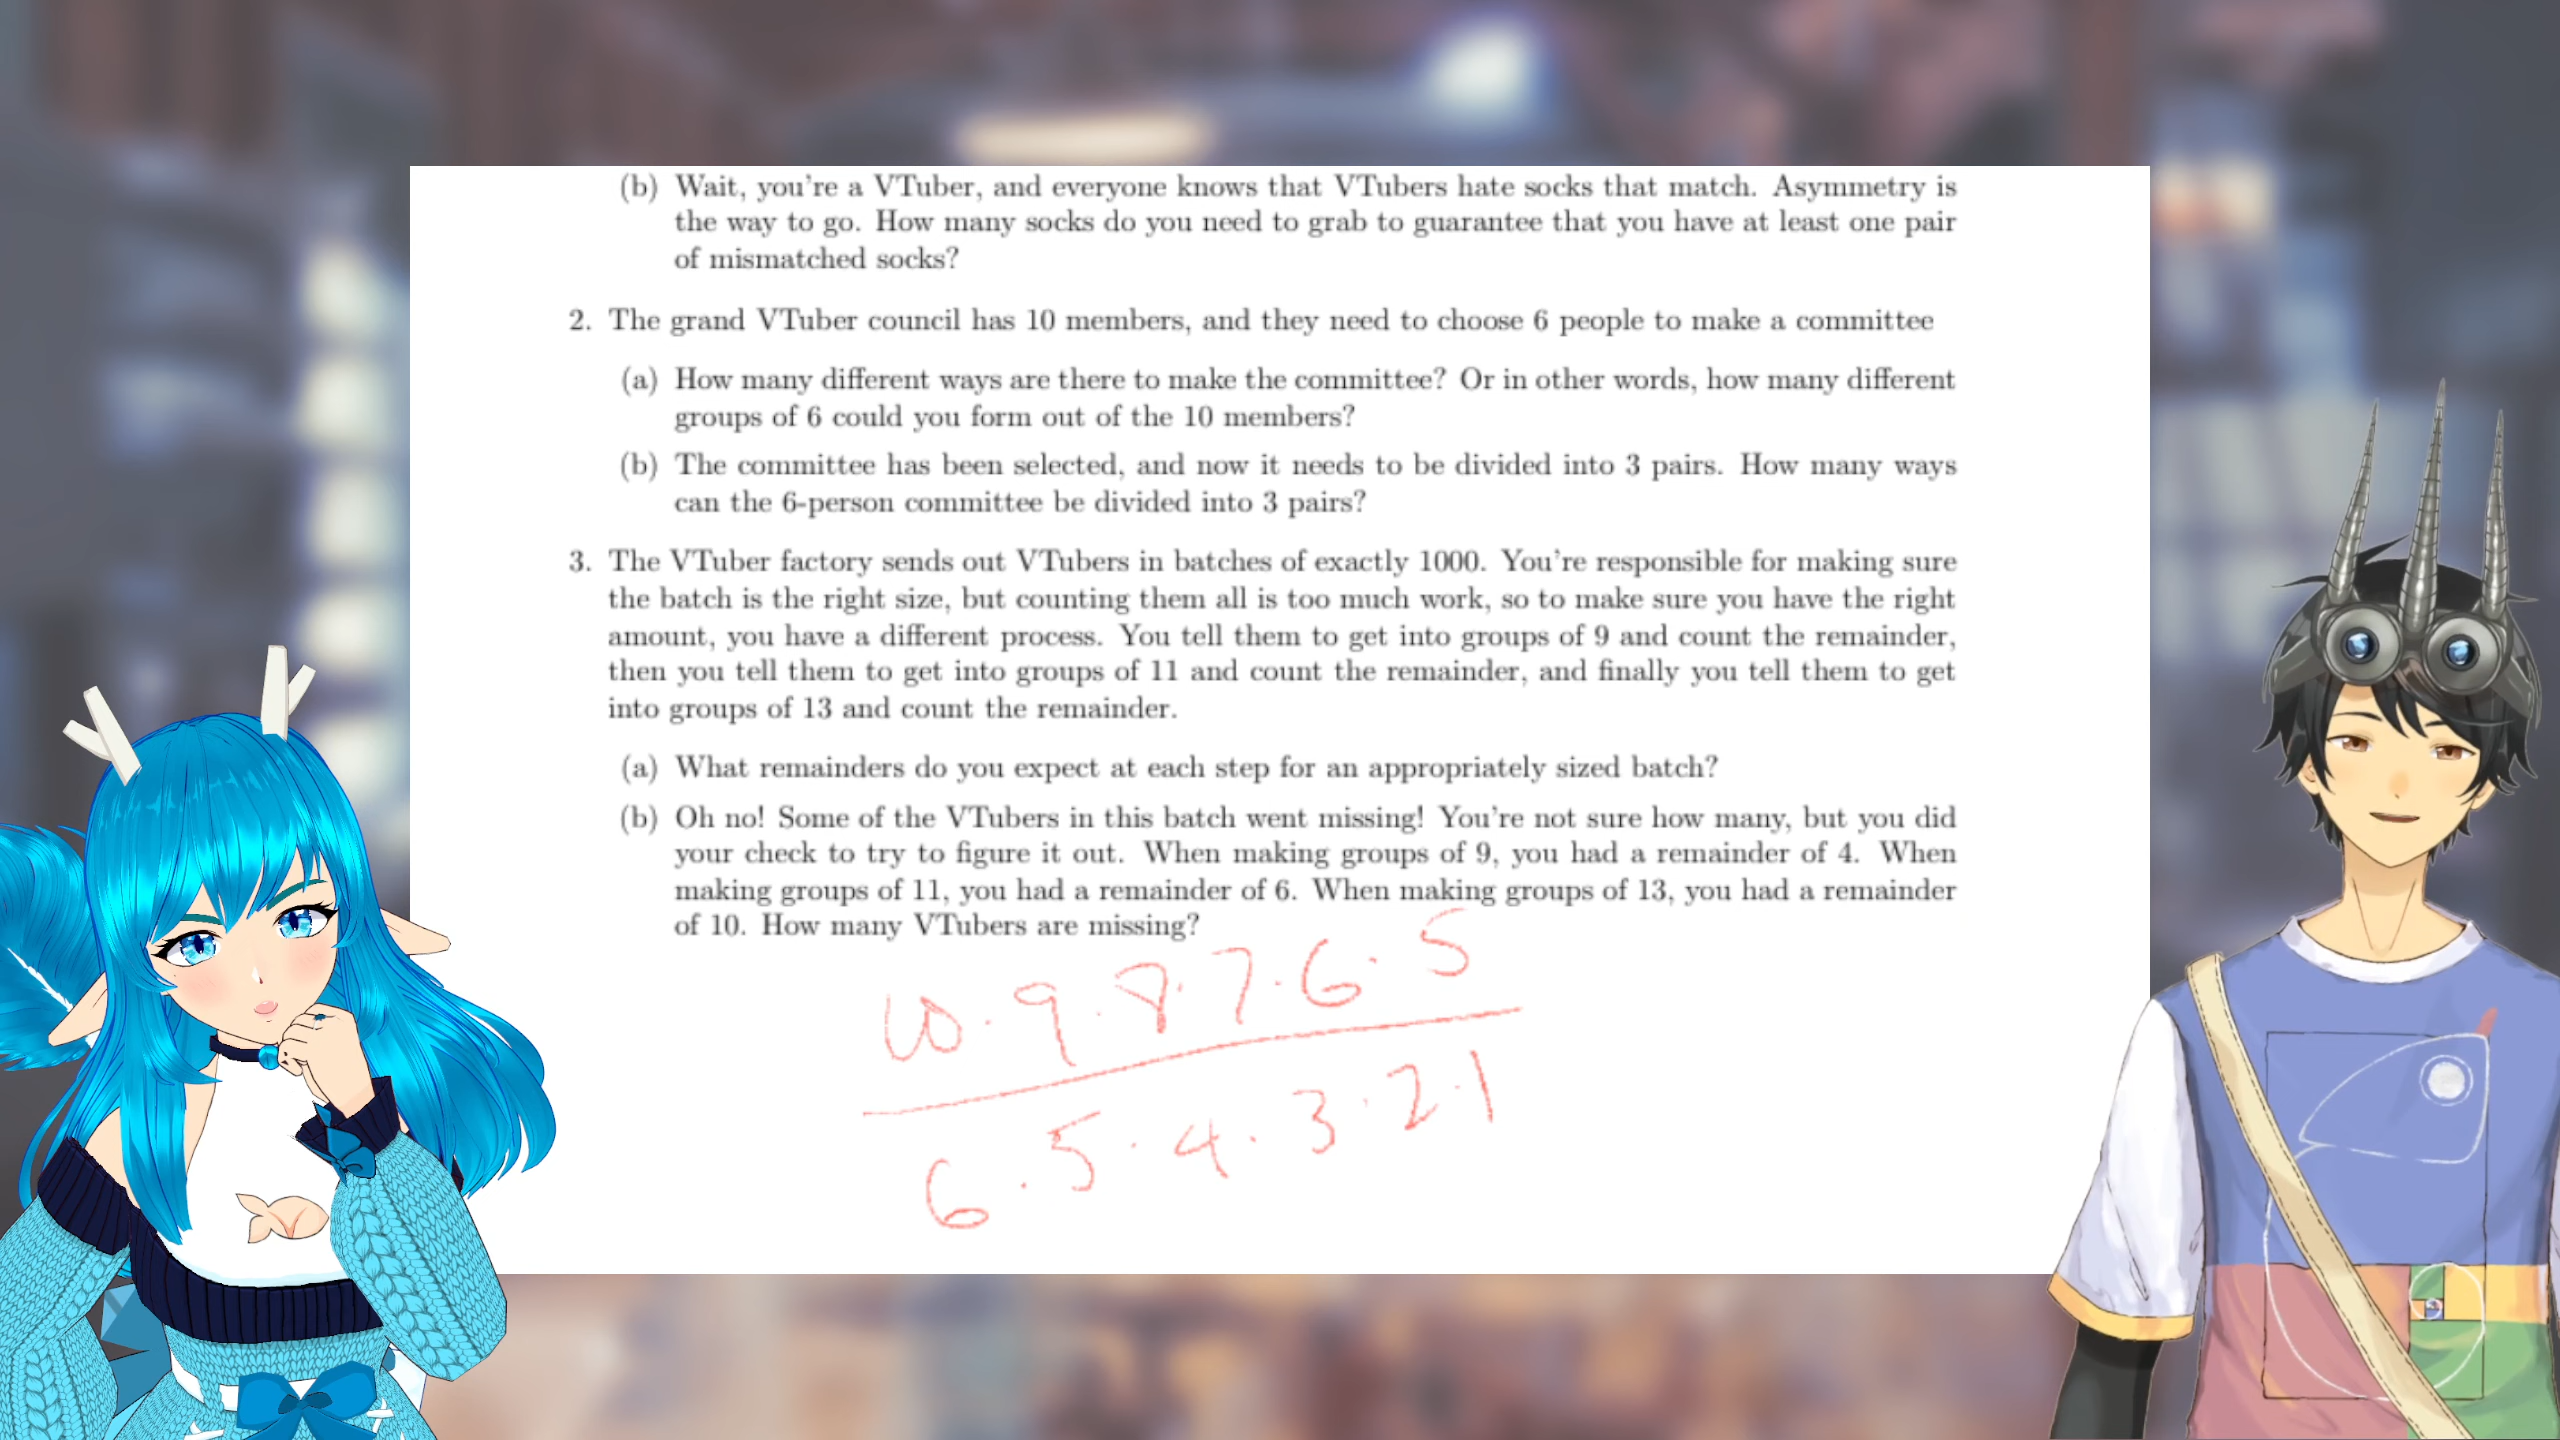 (b) Wait, you're a VTuber, and everyone knows that VTubers hate socks that match. Asymmetry is
the way to go. How many socks do you need to grab to guarantee that you have at least one pair
of mismatched socks?
2. The grand VTuber council has 10 members, and they need to choose 6 people to make a committee
(a) How many different ways are there to make the committee? Or in other words, how many different
groups of 6 could you form out of the 10 members?
(b) The committee has been selected, and now it needs to be divided into 3 pairs. How many ways
can the 6-person committee be divided into 3 pairs?
3. The VTuber factory sends out VTubers in batches of exactly 1000. You're responsible for making sure
the batch is the right size, but counting them all is too much work, so to make sure you have the right
amount, you have a different process. You tell them to get into groups of 9 and count the remainder,
then you tell them to get into groups of 11 and count the remainder, and finally you tell them to get
into groups of 13 and count the remainder.
(a) What remainders do you expect at each step for an appropriately sized batch?
(b) Oh no! Some of the VTubers in this batch went missing! You're not sure how many, but you did
your check to try to figure it out. When making groups of 9, you had a remainder of 4. When
making groups of 11, you had a remainder of 6. When making groups of 13, you had a remainder
of 10. How many VTubers are missing?
10·9·8·7·6·5
6·5·4·3·2·1